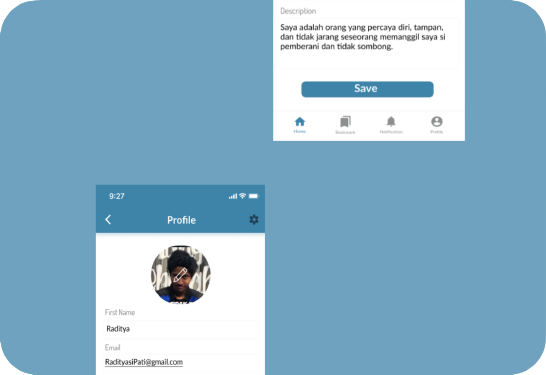 Description
Saya adalah orang yang percaya diri, tampan,
dan tidak jarang seseorang memanggil saya si
pemberani dan tidak sombong.
Save
Home
Bookmark
Notification
Profile
9:27
Profile
First Name
Raditya
Email
RadityasiPati@gmail.com